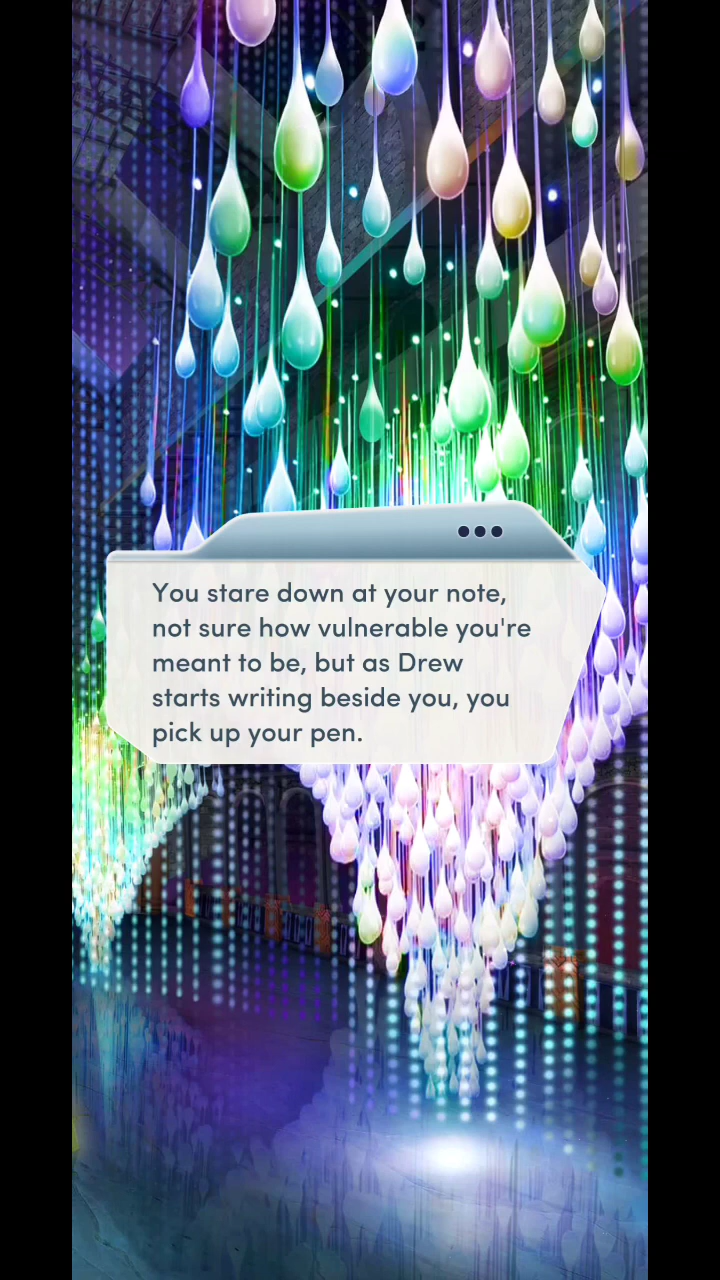 You stare down at your note,
not sure how vulnerable you're
meant to be, but as Drew
starts writing beside you, you
pick up your pen.